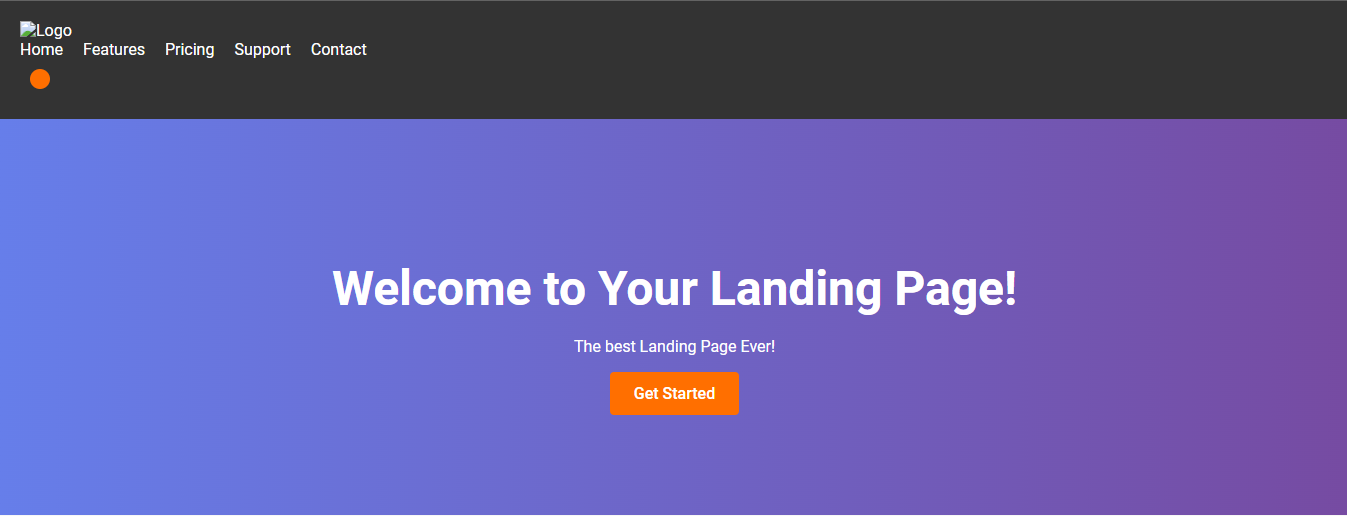 Logo
Home Features Pricing Support Contact
Welcome to Your Landing Page!
The best Landing Page Ever!
Get Started